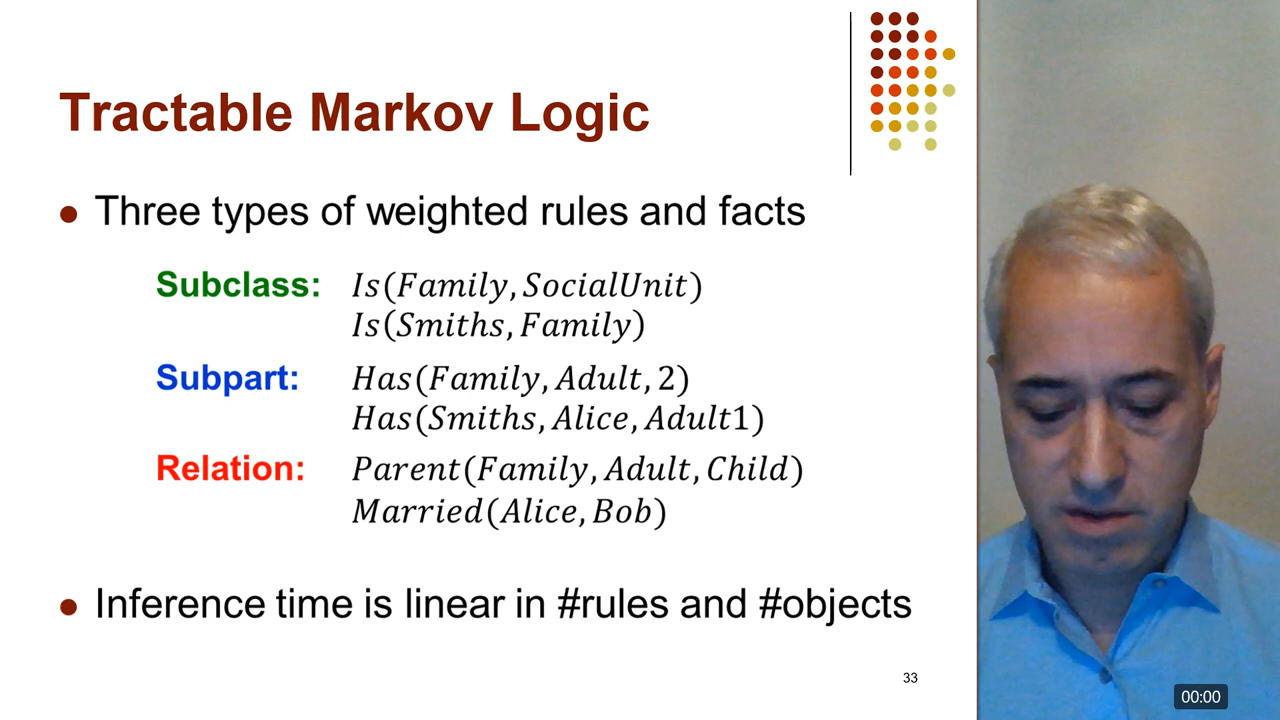 Tractable Markov Logic
Three types of weighted rules and facts
Subclass: Is(Family, SocialUnit)
Is(Smiths, Family)
Subpart: Has(Family, Adult, 2)
Has(Smiths, Alice, Adult1)
Relation: Parent(Family, Adult, Child)
Married(Alice, Bob)
Inference time is linear in #rules and #objects
33
00:00